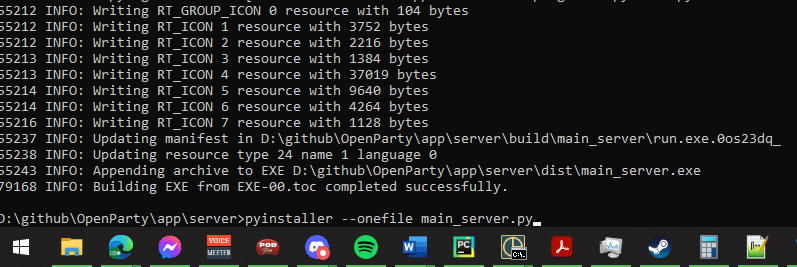 55212 INFO: Writing RT_GROUP_ICON 0 resource with 104 bytes
55212 INFO: Writing RT_ICON 1 resource with 3752 bytes
55212 INFO: Writing RT_ICON 2 resource with 2216 bytes
55213 INFO: Writing RT_ICON 3 resource with 1384 bytes
55213 INFO: Writing RT_ICON 4 resource with 37019 bytes
55214 INFO: Writing RT_ICON 5 resource with 9640 bytes
55214 INFO: Writing RT_ICON 6 resource with 4264 bytes
55216 INFO: Writing RT_ICON 7 resource with 1128 bytes
55237 INFO: Updating manifest in D:\github\OpenParty\app\server\build\main_server\run.exe.0os23dq_
55238 INFO: Updating resource type 24 name 1 language 0
55243 INFO: Appending archive to EXE D:\github\OpenParty\app\server\dist\main_server.exe
79168 INFO: Building EXE from EXE-00.toc completed successfully.
D:\github\OpenParty\app\server>pyinstaller --onefile main_server.py
VOICE
MEETER
POD
W
PC
C:\.